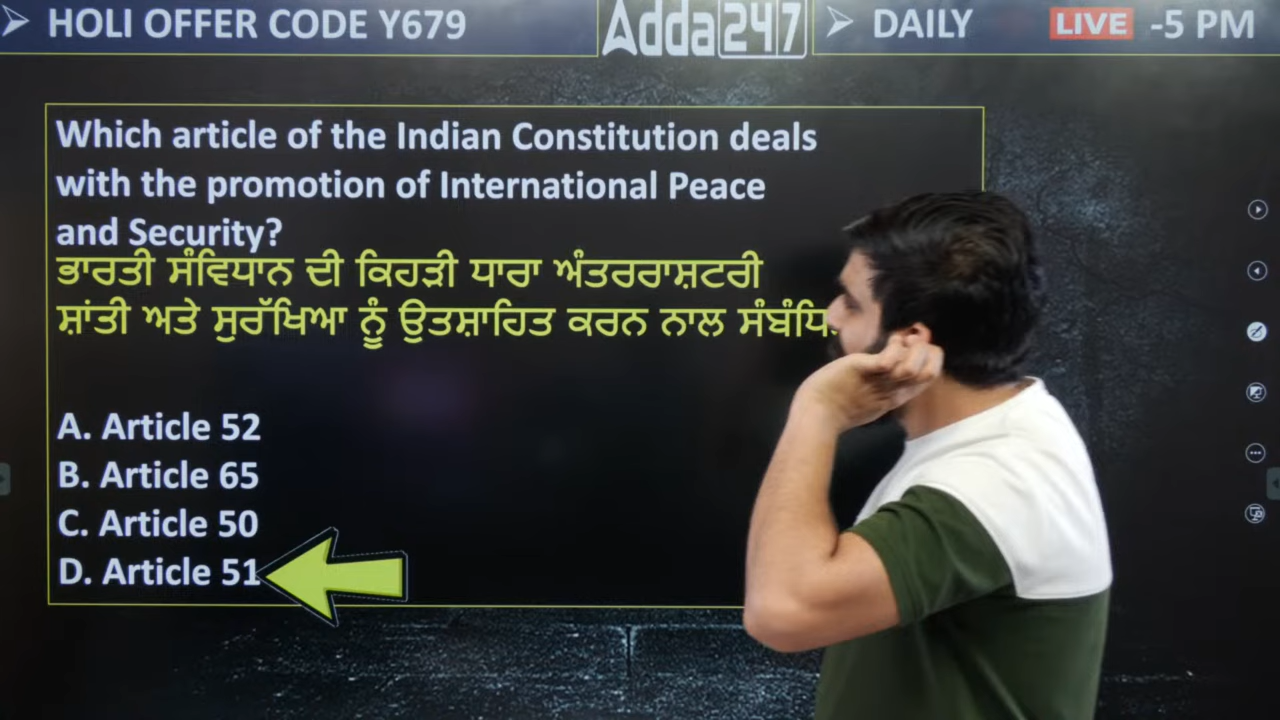 HOLI OFFER CODE Y679
Adda247
DAILY LIVE -5 PM
Which article of the Indian Constitution deals
with the promotion of International Peace
and Security?
ਭਾਰਤੀ ਸੰਵਿਧਾਨ ਦੀ ਕਿਹੜੀ ਧਾਰਾ ਅੰਤਰਰਾਸ਼ਟਰੀ
ਸ਼ਾਂਤੀ ਅਤੇ ਸੁਰੱਖਿਆ ਨੂੰ ਉਤਸ਼ਾਹਿਤ ਕਰਨ ਨਾਲ
A. Article 52
B. Article 65
C. Article 50
D. Article 51